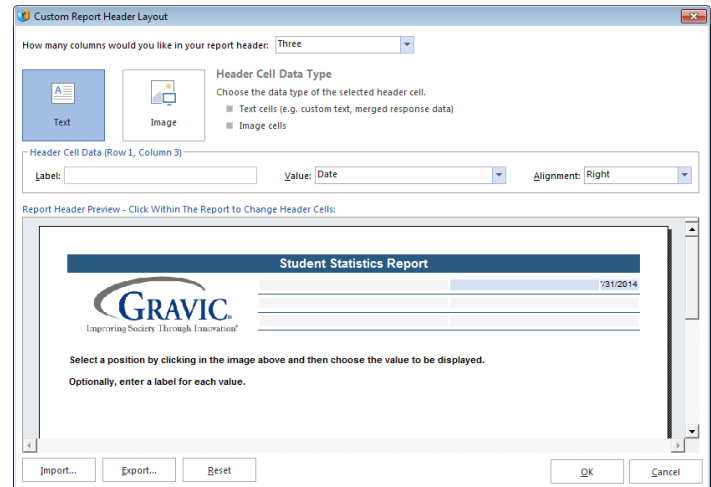 Custom Report Header Layout
How many columns would you like in your report header: Three
Header Cell Data Type
Choose the data type of the selected header cell.
Text cells (e.g. custom text, merged response data)
Image cells
Text
Image
Header Cell Data (Row 1, Column 3)
Label: Value: Date Alignment: Right
Report Header Preview - Click Within The Report to Change Header Cells:
Student Statistics Report
/31/2014
GRAVIC®
Improving Society Through Innovation®
Select a position by clicking in the image above and then choose the value to be displayed.
Optionally, enter a label for each value.
Import... Export... Reset OK Cancel